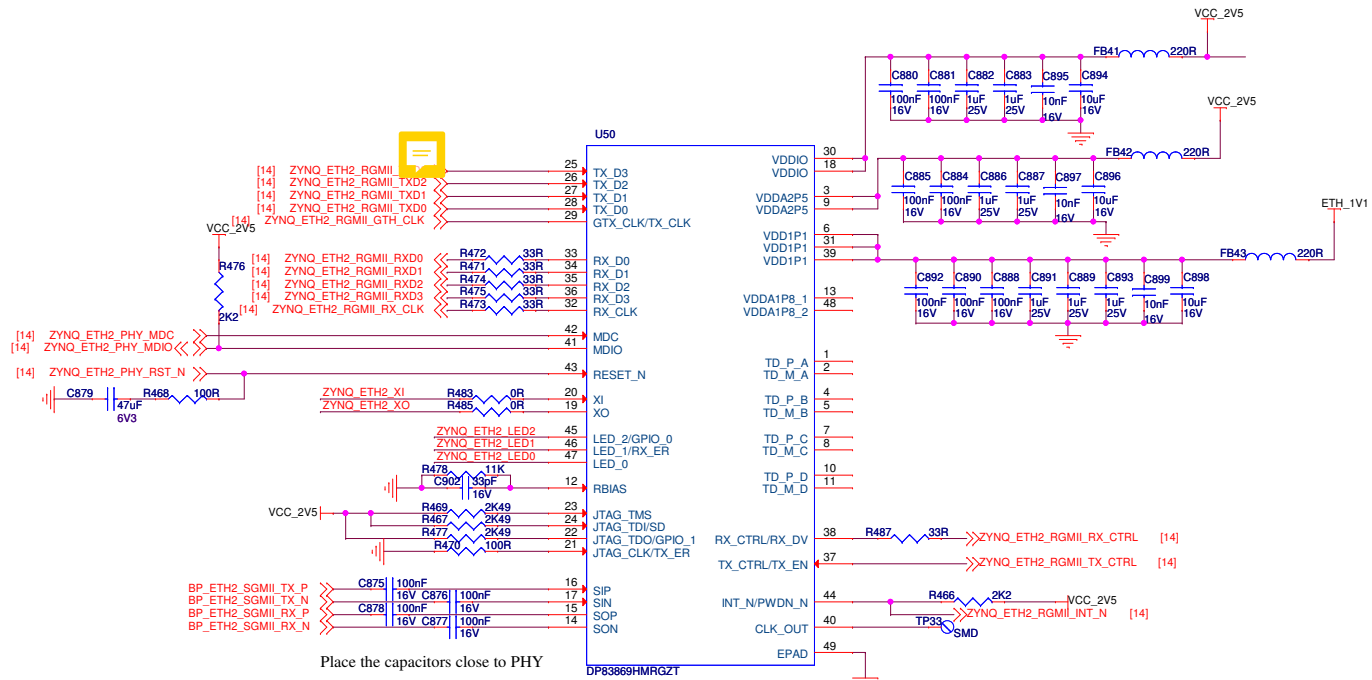 VCC_2V5
FB41 220R
C880 C881 C882 C883 C895 C894
100nF 100nF 1uF 1uF 10nF 10uF
16V 16V 25V 25V 16V 16V
VCC_2V5
FB42 220R
C885 C884 C886 C887 C897 C896
100nF 100nF 1uF 1uF 10nF 10uF
16V 16V 25V 25V 16V 16V
ETH_1V1
FB43 220R
C892 C890 C888 C891 C889 C893 C899 C898
100nF 100nF 100nF 1uF 1uF 1uF 10nF 10uF
16V 16V 16V 25V 25V 25V 16V 16V
U50
[14] ZYNQ_ETH2_RGMII_ 25 TX_D3
[14] ZYNQ_ETH2_RGMII_TXD2 26 TX_D2
[14] ZYNQ_ETH2_RGMII_TXD1 27 TX_D1
[14] ZYNQ_ETH2_RGMII_TXD0 28 TX_D0
[14] ZYNQ_ETH2_RGMII_GTH_CLK 29 GTX_CLK/TX_CLK
VCC_2V5
R476
2K2
[14] ZYNQ_ETH2_RGMII_RXD0 R472 33R 33 RX_D0
[14] ZYNQ_ETH2_RGMII_RXD1 R471 33R 34 RX_D1
[14] ZYNQ_ETH2_RGMII_RXD2 R474 33R 35 RX_D2
[14] ZYNQ_ETH2_RGMII_RXD3 R475 33R 36 RX_D3
[14] ZYNQ_ETH2_RGMII_RX_CLK R473 33R 32 RX_CLK
[14] ZYNQ_ETH2_PHY_MDC 42 MDC
[14] ZYNQ_ETH2_PHY_MDIO 41 MDIO
[14] ZYNQ_ETH2_PHY_RST_N 43 RESET_N
C879 R468 100R
47uF
6V3
ZYNQ_ETH2_XI R483 0R 20 XI
ZYNQ_ETH2_XO R485 0R 19 XO
ZYNQ_ETH2_LED2 45 LED_2/GPIO_0
ZYNQ_ETH2_LED1 46 LED_1/RX_ER
ZYNQ_ETH2_LED0 47 LED_0
R478 11K
C902 33pF 12 RBIAS
16V
VCC_2V5 R469 2K49 23 JTAG_TMS
R467 2K49 24 JTAG_TDI/SD
R477 2K49 22 JTAG_TDO/GPIO_1
R470 100R 21 JTAG_CLK/TX_ER
BP_ETH2_SGMII_TX_P C875 100nF 16V 16 SIP
BP_ETH2_SGMII_TX_N C876 100nF 16V 17 SIN
BP_ETH2_SGMII_RX_P C878 100nF 16V 15 SOP
BP_ETH2_SGMII_RX_N C877 100nF 16V 14 SON
Place the capacitors close to PHY
VDDIO 30
VDDIO 18
VDDA2P5 3
VDDA2P5 9
VDD1P1 6
VDD1P1 31
VDD1P1 39
VDDA1P8_1 13
VDDA1P8_2 48
TD_P_A 1
TD_M_A 2
TD_P_B 4
TD_M_B 5
TD_P_C 7
TD_M_C 8
TD_P_D 10
TD_M_D 11
RX_CTRL/RX_DV 38 R487 33R ZYNQ_ETH2_RGMII_RX_CTRL [14]
TX_CTRL/TX_EN 37 ZYNQ_ETH2_RGMII_TX_CTRL [14]
INT_N/PWDN_N 44 R466 2K2 VCC_2V5
ZYNQ_ETH2_RGMII_INT_N [14]
CLK_OUT 40 TP33 SMD
EPAD 49
DP83869HMRGZT